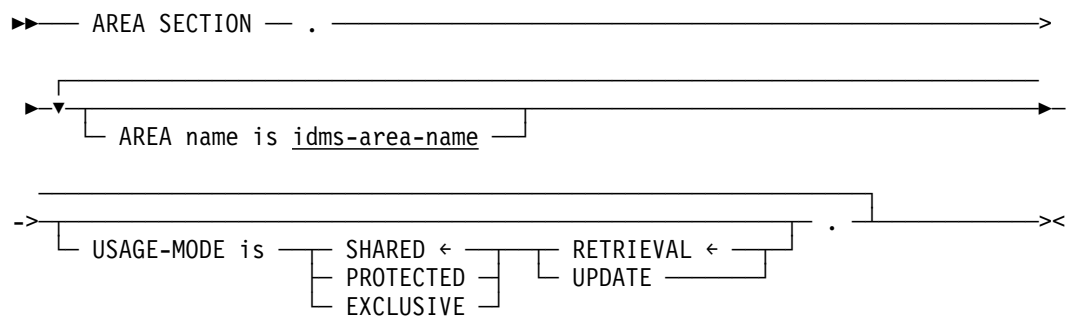 AREA SECTION .
AREA name is idms-area-name
.
USAGE-MODE is SHARED ← RETRIEVAL ←
PROTECTED UPDATE
EXCLUSIVE